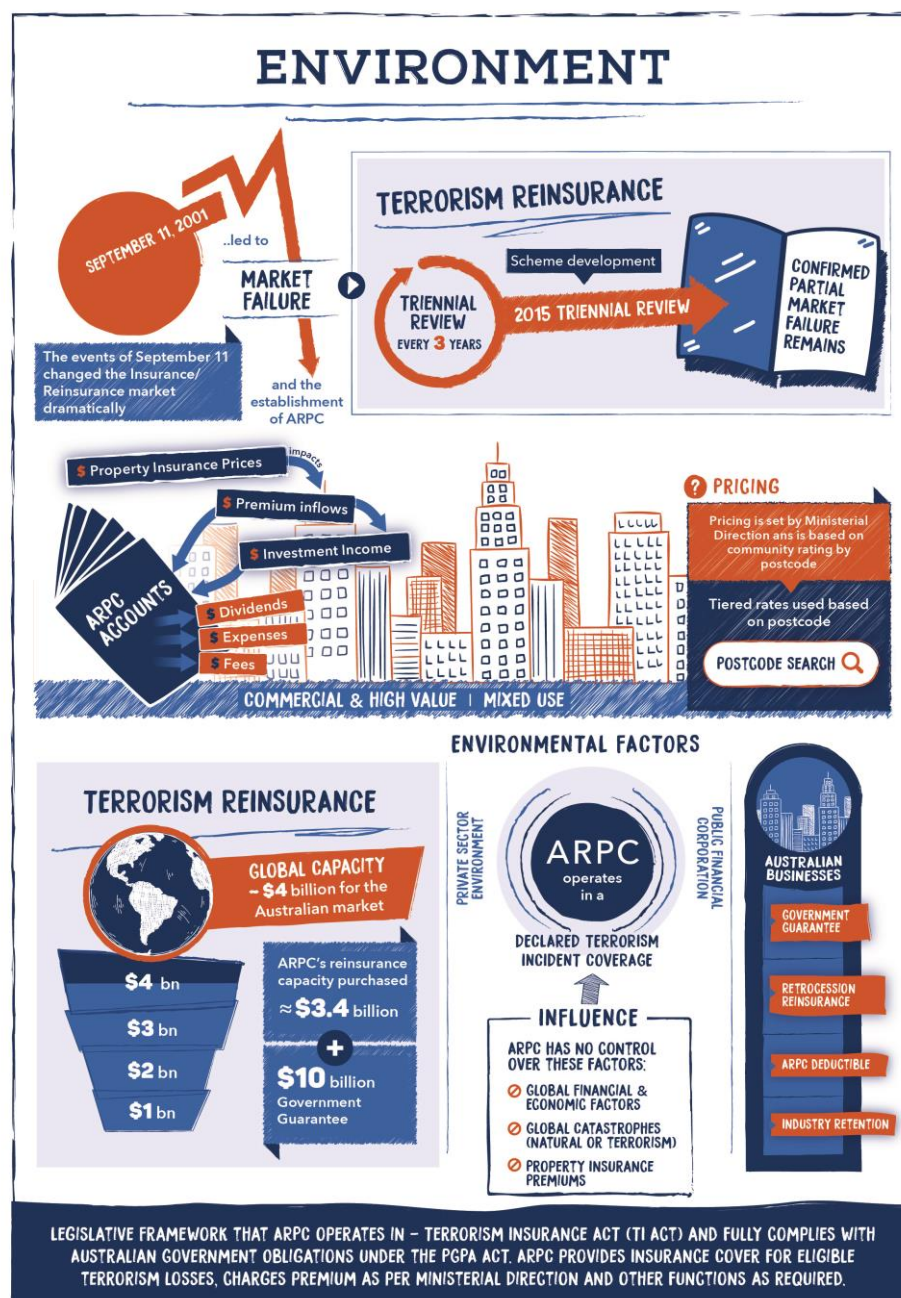 ENVIRONMENT
SEPTEMBER 11, 2001
..led to
MARKET
FAILURE
and the
establishment
of ARPC
The events of September 11
changed the Insurance/
Reinsurance market
dramatically
TERRORISM REINSURANCE
TRIENNIAL
REVIEW
EVERY 3 YEARS
Scheme development
2015 TRIENNIAL REVIEW
CONFIRMED
PARTIAL
MARKET
FAILURE
REMAINS
$ Property Insurance Prices
impacts
$ Premium inflows
$ Investment Income
ARPC
ACCOUNTS
$ Dividends
$ Expenses
$ Fees
COMMERCIAL & HIGH VALUE | MIXED USE
? PRICING
Pricing is set by Ministerial
Direction ans is based on
community rating by
postcode
Tiered rates used based
on postcode
POSTCODE SEARCH
TERRORISM REINSURANCE
GLOBAL CAPACITY
~ $4 billion for the
Australian market
$4 bn
$3 bn
$2 bn
$1 bn
ARPC's reinsurance
capacity purchased
≈ $3.4 billion
+
$10 billion
Government
Guarantee
ENVIRONMENTAL FACTORS
PRIVATE SECTOR
ENVIRONMENT
ARPC
operates
in a
PUBLIC FINANCIAL
CORPORATION
DECLARED TERRORISM
INCIDENT COVERAGE
INFLUENCE
ARPC HAS NO CONTROL
OVER THESE FACTORS:
GLOBAL FINANCIAL &
ECONOMIC FACTORS
GLOBAL CATASTROPHES
(NATURAL OR TERRORISM)
PROPERTY INSURANCE
PREMIUMS
AUSTRALIAN
BUSINESSES
GOVERNMENT
GUARANTEE
RETROCESSION
REINSURANCE
ARPC DEDUCTIBLE
INDUSTRY RETENTION
LEGISLATIVE FRAMEWORK THAT ARPC OPERATES IN – TERRORISM INSURANCE ACT (TI ACT) AND FULLY COMPLIES WITH
AUSTRALIAN GOVERNMENT OBLIGATIONS UNDER THE PGPA ACT. ARPC PROVIDES INSURANCE COVER FOR ELIGIBLE
TERRORISM LOSSES, CHARGES PREMIUM AS PER MINISTERIAL DIRECTION AND OTHER FUNCTIONS AS REQUIRED.